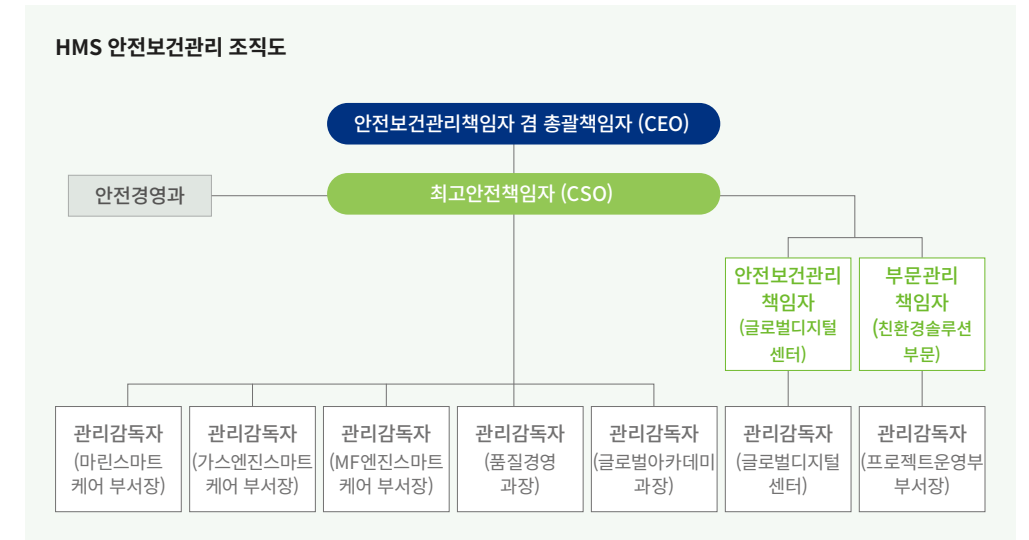 HMS 안전보건관리 조직도
안전보건관리책임자 겸 총괄책임자 (CEO)
안전경영과
최고안전책임자 (CSO)
안전보건관리
책임자
(글로벌디지털
센터)
부문관리
책임자
(친환경솔루션
부문)
관리감독자
(마린스마트
케어 부서장)
관리감독자
(가스엔진스마트
케어 부서장)
관리감독자
(MF엔진스마트
케어 부서장)
관리감독자
(품질경영
과장)
관리감독자
(글로벌아카데미
과장)
관리감독자
(글로벌디지털
센터)
관리감독자
(프로젝트운영부
부서장)